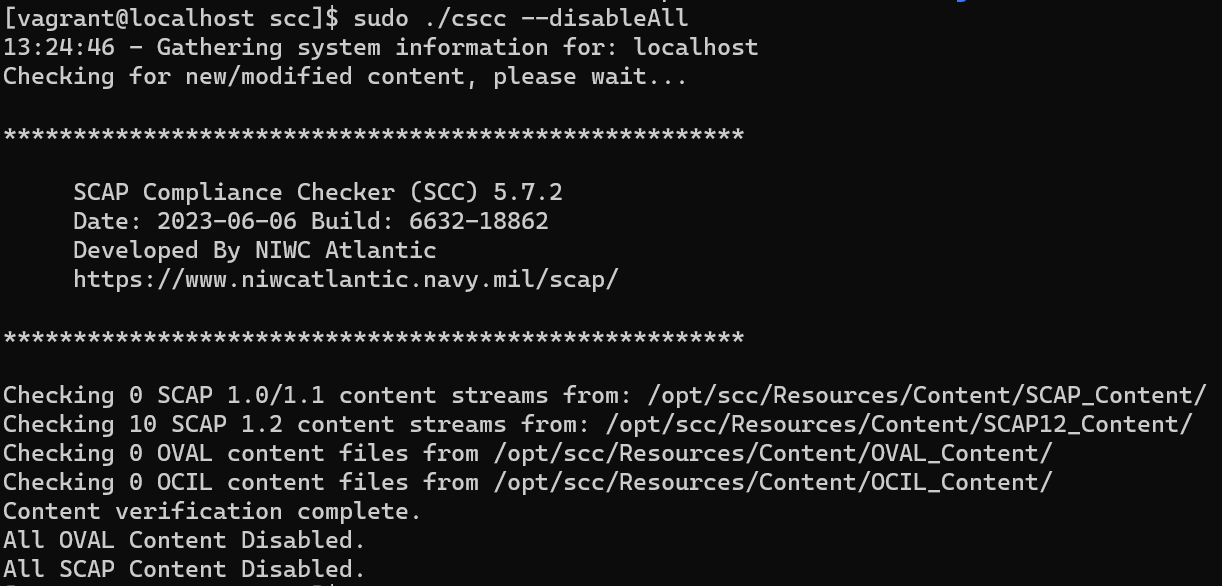 [vagrant@localhost scc]$ sudo ./cscc --disableAll
13:24:46 - Gathering system information for: localhost
Checking for new/modified content, please wait...
*****************************************************
SCAP Compliance Checker (SCC) 5.7.2
Date: 2023-06-06 Build: 6632-18862
Developed By NIWC Atlantic
https://www.niwcatlantic.navy.mil/scap/
*****************************************************
Checking 0 SCAP 1.0/1.1 content streams from: /opt/scc/Resources/Content/SCAP_Content/
Checking 10 SCAP 1.2 content streams from: /opt/scc/Resources/Content/SCAP12_Content/
Checking 0 OVAL content files from /opt/scc/Resources/Content/OVAL_Content/
Checking 0 OCIL content files from /opt/scc/Resources/Content/OCIL_Content/
Content verification complete.
All OVAL Content Disabled.
All SCAP Content Disabled.